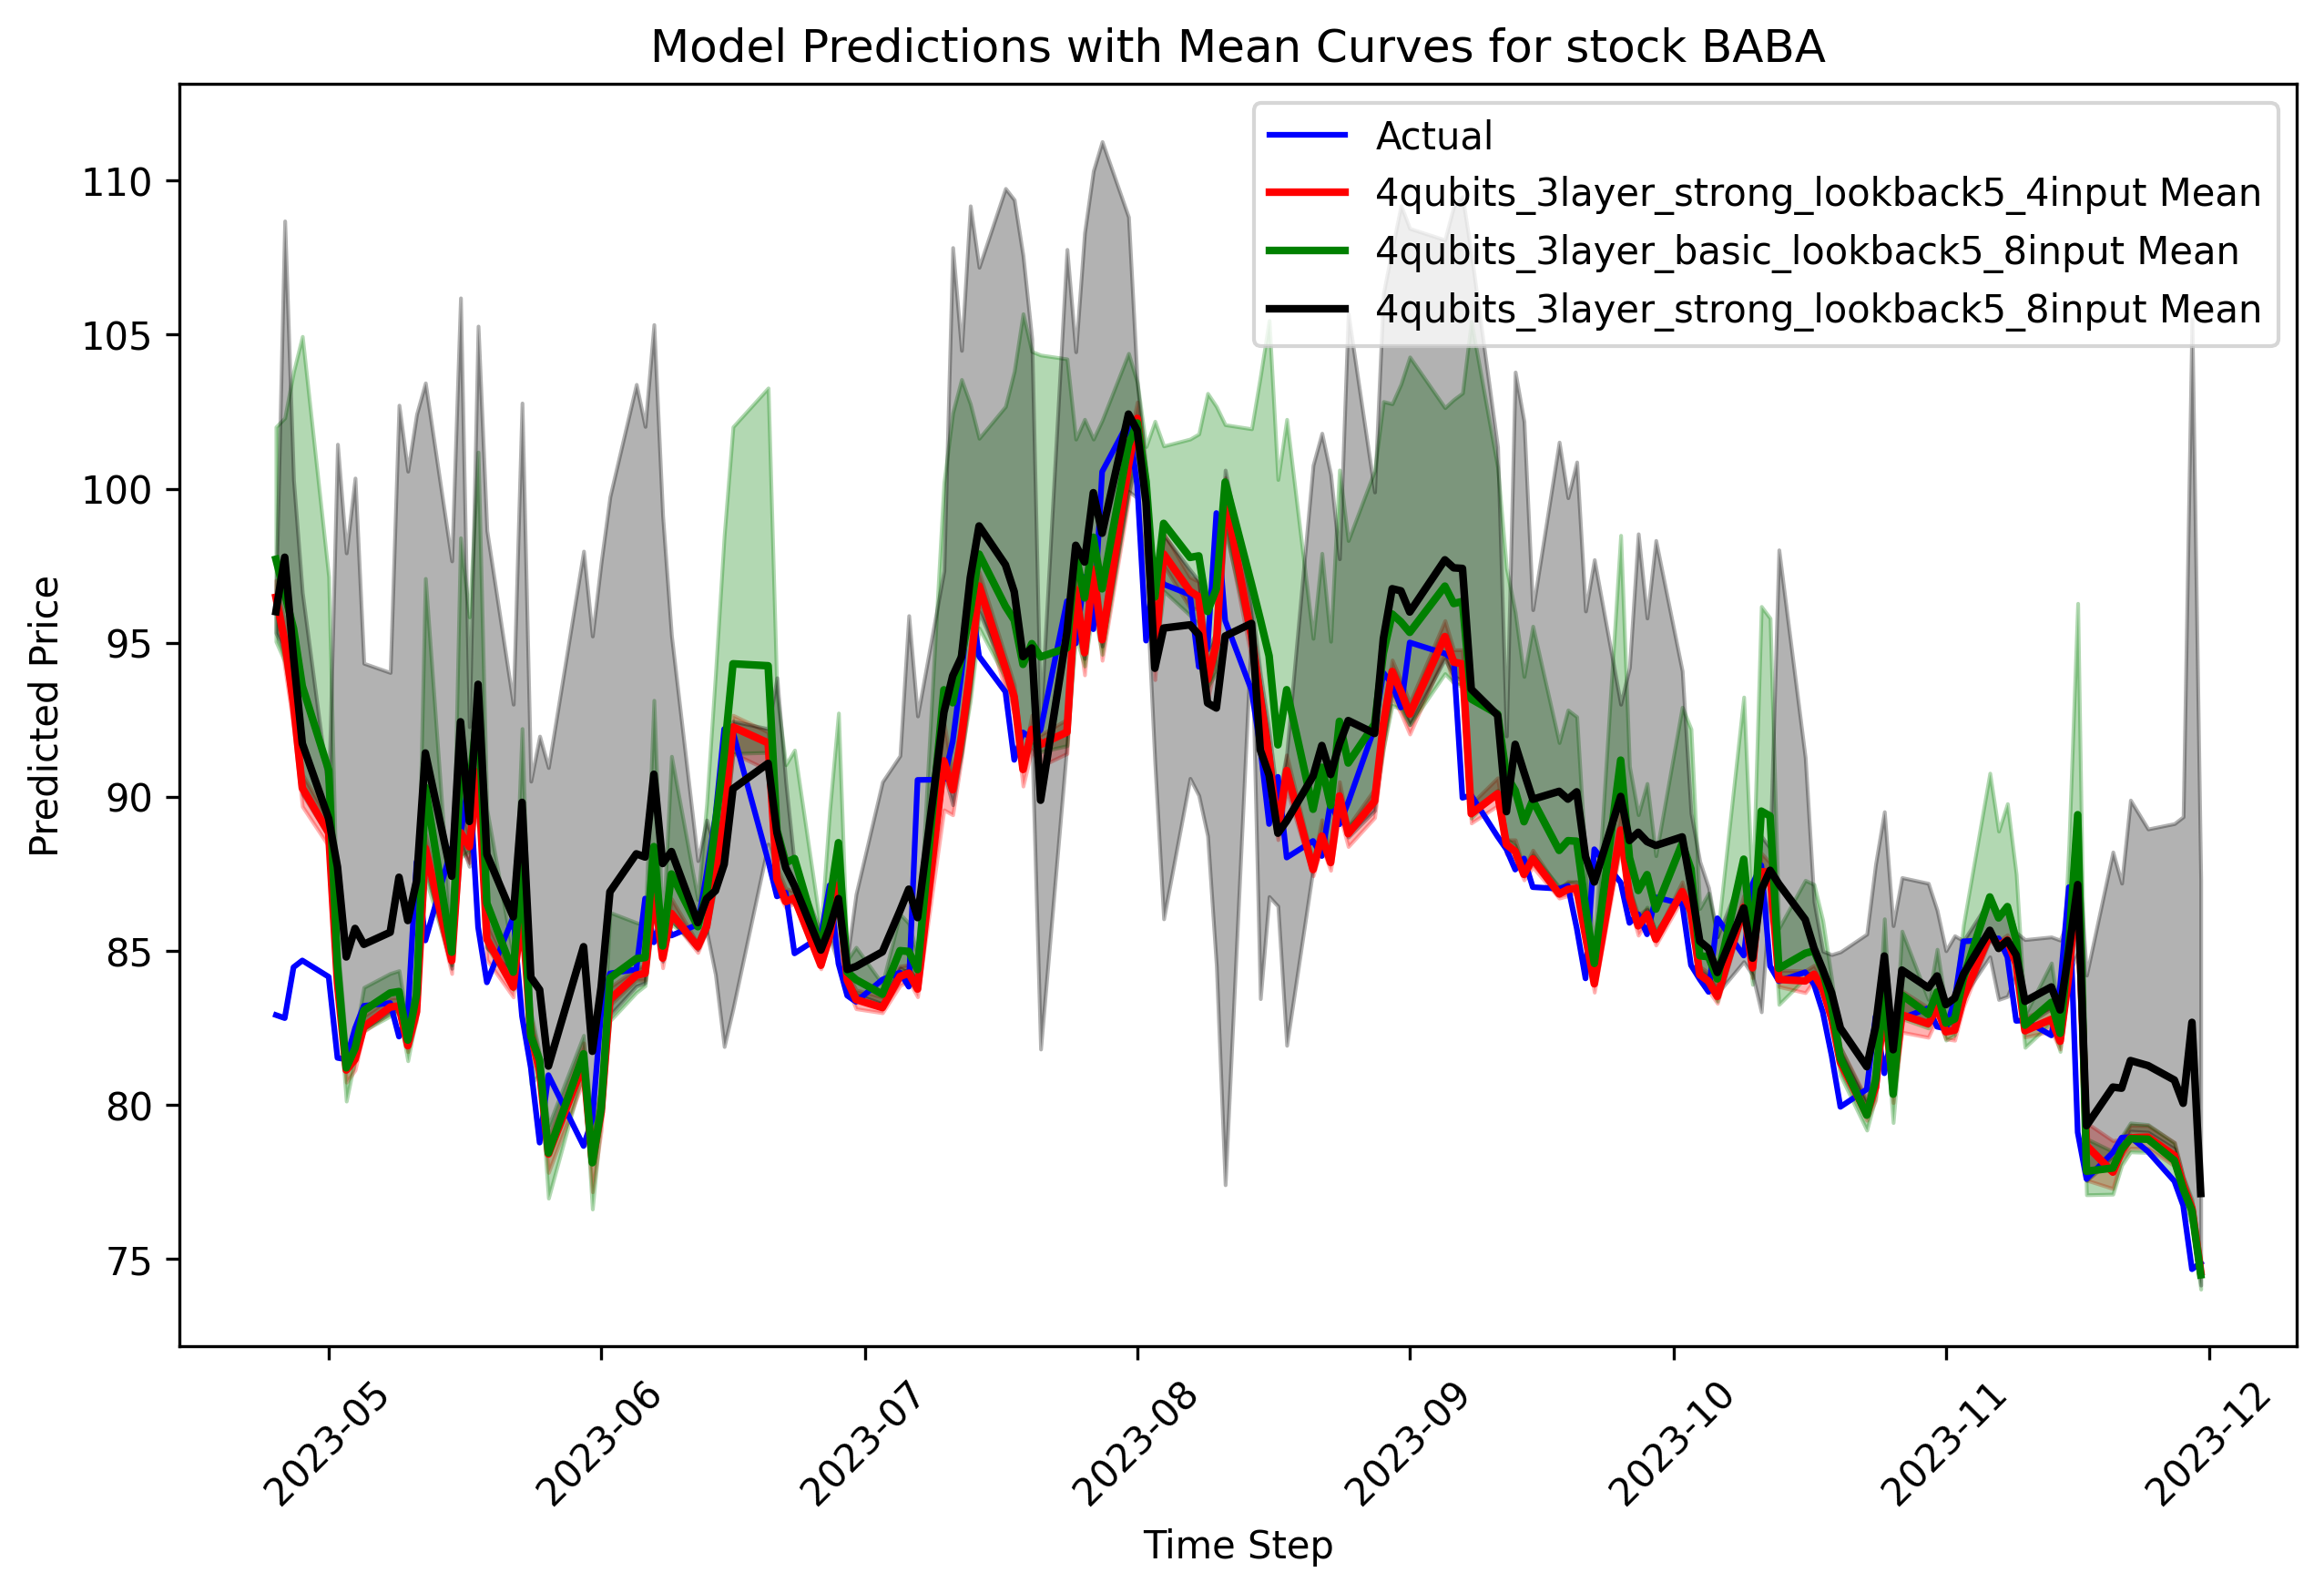 Model Predictions with Mean Curves for stock BABA
Actual
4qubits_3layer_strong_lookback5_4input Mean
4qubits_3layer_basic_lookback5_8input Mean
4qubits_3layer_strong_lookback5_8input Mean
Predicted Price
110
105
100
95
90
85
80
75
2023-05
2023-06
2023-07
2023-08
2023-09
2023-10
2023-11
2023-12
Time Step